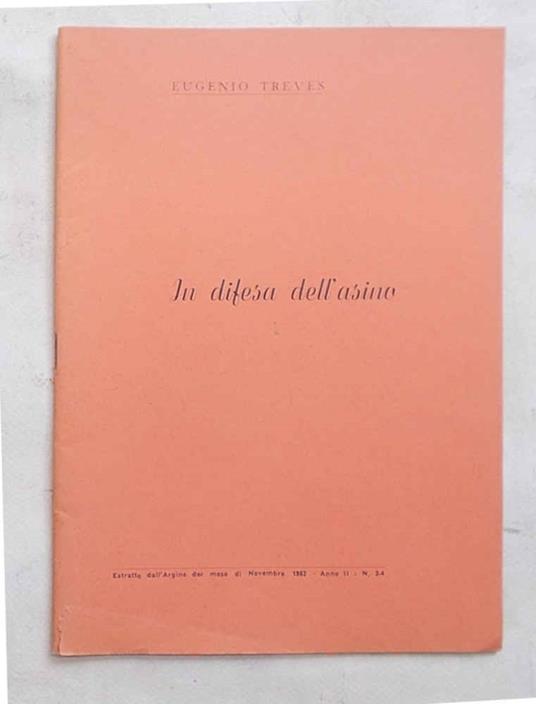 EUGENIO TREVES
In difesa dell'asino
Estratto dall'Argine del mese di Novembre 1962 - Anno II - N. 3-4